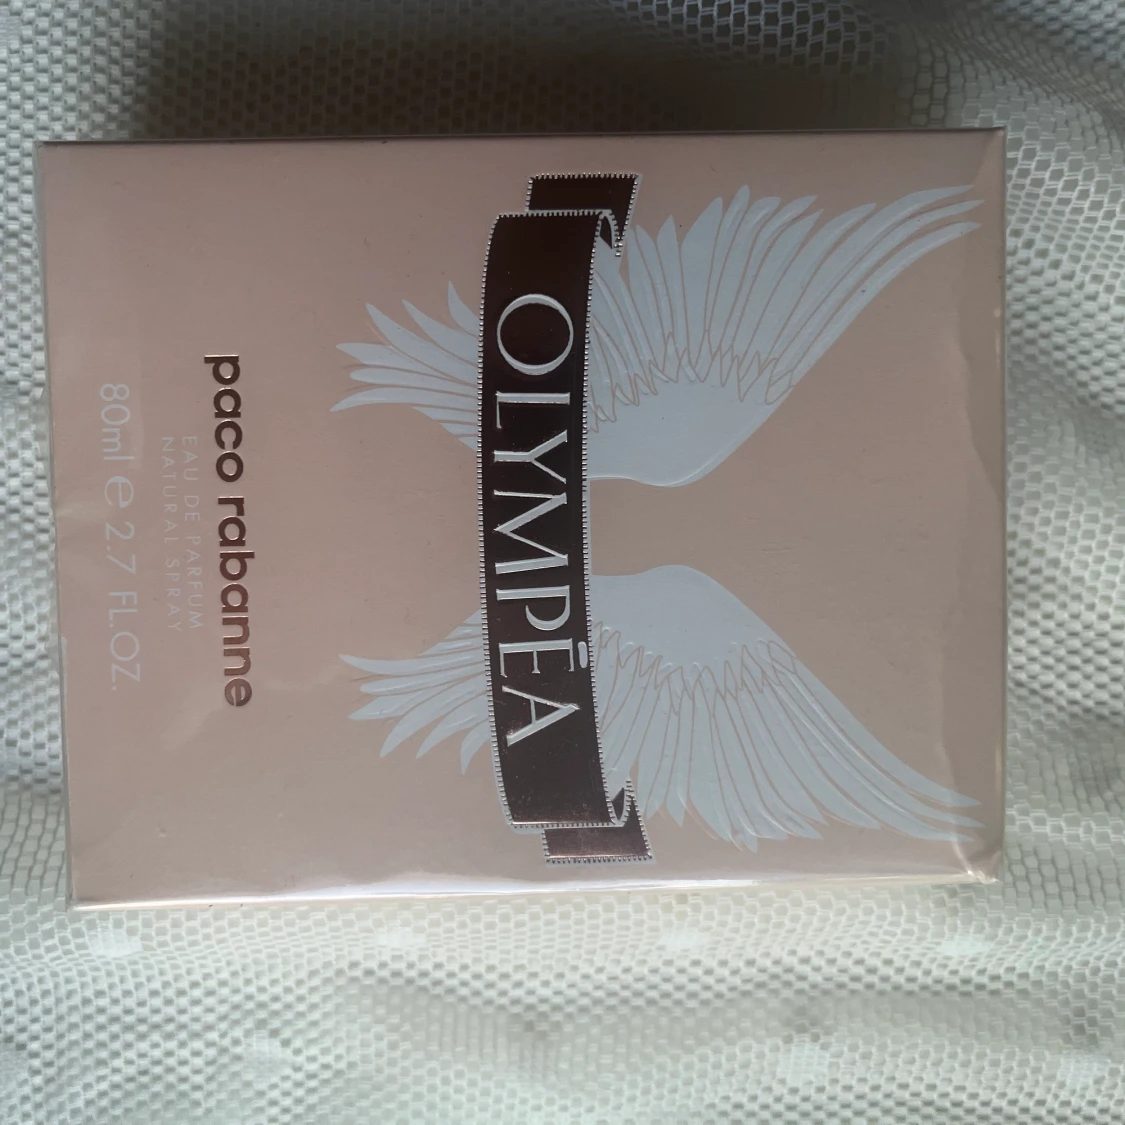 OLYMPĒA
paco rabanne
EAU DE PARFUM
NATURAL SPRAY
80ml e 2.7 FL.OZ.